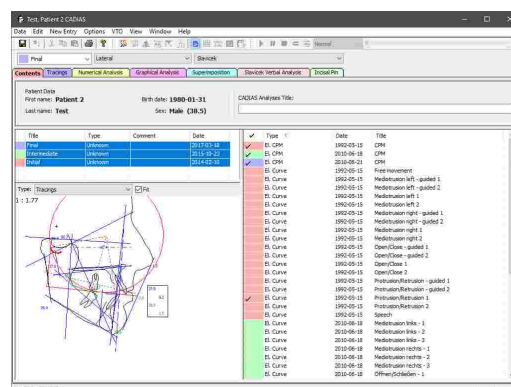 Test, Patient 2 CADIAS
Data Edit New Entry Options VTO View Window Help
Normal
Final Lateral Slavicek
Contents Tracings Numerical Analysis Graphical Analysis Superimposition Slavicek Verbal Analysis Incisal Pin
Patient Data
First name: Patient 2 Birth date: 1980-01-31 CADIAS Analyses Title:
Last name: Test Sex: Male (38.5)
Title Type Comment Date
Final Unknown 2017-03-18
Intermediate Unknown 2015-10-22
Initial Unknown 2014-02-10
Type: Tracings Fit
1 : 1.77
Type Date Title
El. CPM 1992-05-15 CPM
El. CPM 2010-06-18 CPM
El. CPM 2010-06-21 CPM
El. Curve 1992-05-15 Free movement
El. Curve 1992-05-15 Mediotrusion left - guided 1
El. Curve 1992-05-15 Mediotrusion left - guided 2
El. Curve 1992-05-15 Mediotrusion left 1
El. Curve 1992-05-15 Mediotrusion left 2
El. Curve 1992-05-15 Mediotrusion right - guided 1
El. Curve 1992-05-15 Mediotrusion right - guided 2
El. Curve 1992-05-15 Mediotrusion right 1
El. Curve 1992-05-15 Mediotrusion right 2
El. Curve 1992-05-15 Open/Close - guided 1
El. Curve 1992-05-15 Open/Close - guided 2
El. Curve 1992-05-15 Open/Close 1
El. Curve 1992-05-15 Open/Close 2
El. Curve 1992-05-15 Protrusion/Retrusion - guided 1
El. Curve 1992-05-15 Protrusion/Retrusion - guided 2
El. Curve 1992-05-15 Protrusion/Retrusion 1
El. Curve 1992-05-15 Protrusion/Retrusion 2
El. Curve 1992-05-15 Speech
El. Curve 2010-06-18 Mediotrusion links - 1
El. Curve 2010-06-18 Mediotrusion links - 2
El. Curve 2010-06-18 Mediotrusion links - 3
El. Curve 2010-06-18 Mediotrusion rechts - 1
El. Curve 2010-06-18 Mediotrusion rechts - 2
El. Curve 2010-06-18 Mediotrusion rechts - 3
El. Curve 2010-06-18 Öffnen/Schließen - 1